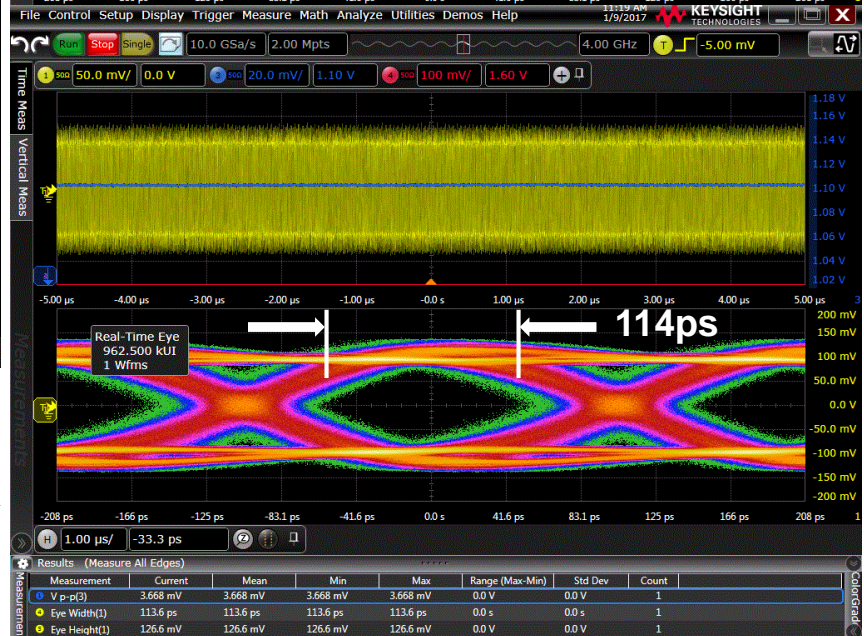 File Control Setup Display Trigger Measure Math Analyze Utilities Demos Help
11:19 AM
1/9/2017
KEYSIGHT
TECHNOLOGIES
Run Stop Single 10.0 GSa/s 2.00 Mpts 4.00 GHz T -5.00 mV
1 50Ω 50.0 mV/ 0.0 V 3 50Ω 20.0 mV/ 1.10 V 4 50Ω 100 mV/ 1.60 V
Time Meas
Vertical Meas
Measurements
1.18 V
1.16 V
1.14 V
1.12 V
1.10 V
1.08 V
1.06 V
1.04 V
1.02 V
-5.00 µs -4.00 µs -3.00 µs -2.00 µs -1.00 µs -0.0 s 1.00 µs 2.00 µs 3.00 µs 4.00 µs 5.00 µs 3
114ps
Real-Time Eye
962.500 kUI
1 Wfms
200 mV
150 mV
100 mV
50.0 mV
0.0 V
-50.0 mV
-100 mV
-150 mV
-200 mV
-208 ps -166 ps -125 ps -83.1 ps -41.6 ps 0.0 s 41.6 ps 83.1 ps 125 ps 166 ps 208 ps 1
H 1.00 µs/ -33.3 ps
Results (Measure All Edges)
Measurement Current Mean Min Max Range (Max-Min) Std Dev Count
V p-p(3) 3.668 mV 3.668 mV 3.668 mV 3.668 mV 0.0 V 0.0 V 1
Eye Width(1) 113.6 ps 113.6 ps 113.6 ps 113.6 ps 0.0 s 0.0 s 1
Eye Height(1) 126.6 mV 126.6 mV 126.6 mV 126.6 mV 0.0 V 0.0 V 1